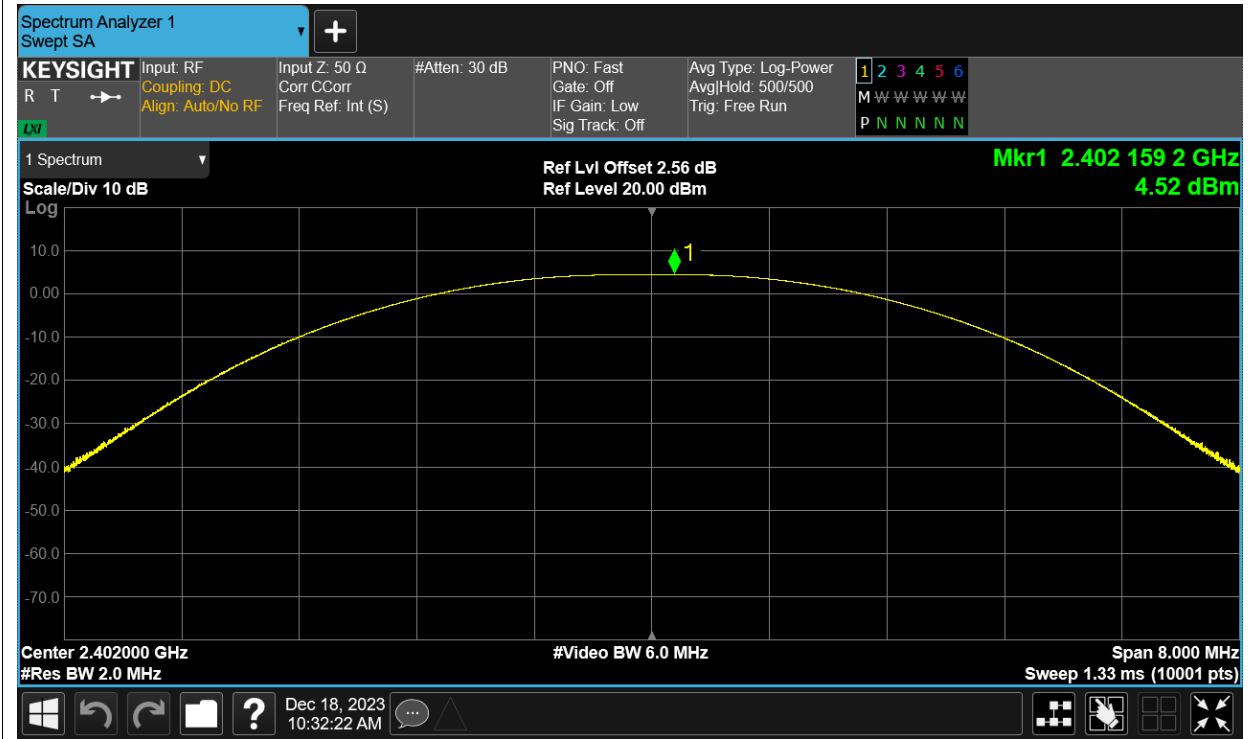 Spectrum Analyzer 1
Swept SA
KEYSIGHT
R T
LXI
Input: RF
Coupling: DC
Align: Auto/No RF
Input Z: 50 Ω
Corr CCorr
Freq Ref: Int (S)
#Atten: 30 dB
PNO: Fast
Gate: Off
IF Gain: Low
Sig Track: Off
Avg Type: Log-Power
Avg|Hold: 500/500
Trig: Free Run
1 2 3 4 5 6
M W W W W W
P N N N N N
1 Spectrum
Scale/Div 10 dB
Log
Ref Lvl Offset 2.56 dB
Ref Level 20.00 dBm
Mkr1 2.402 159 2 GHz
4.52 dBm
1
10.0
0.00
-10.0
-20.0
-30.0
-40.0
-50.0
-60.0
-70.0
Center 2.402000 GHz
#Res BW 2.0 MHz
#Video BW 6.0 MHz
Span 8.000 MHz
Sweep 1.33 ms (10001 pts)
?
Dec 18, 2023
10:32:22 AM